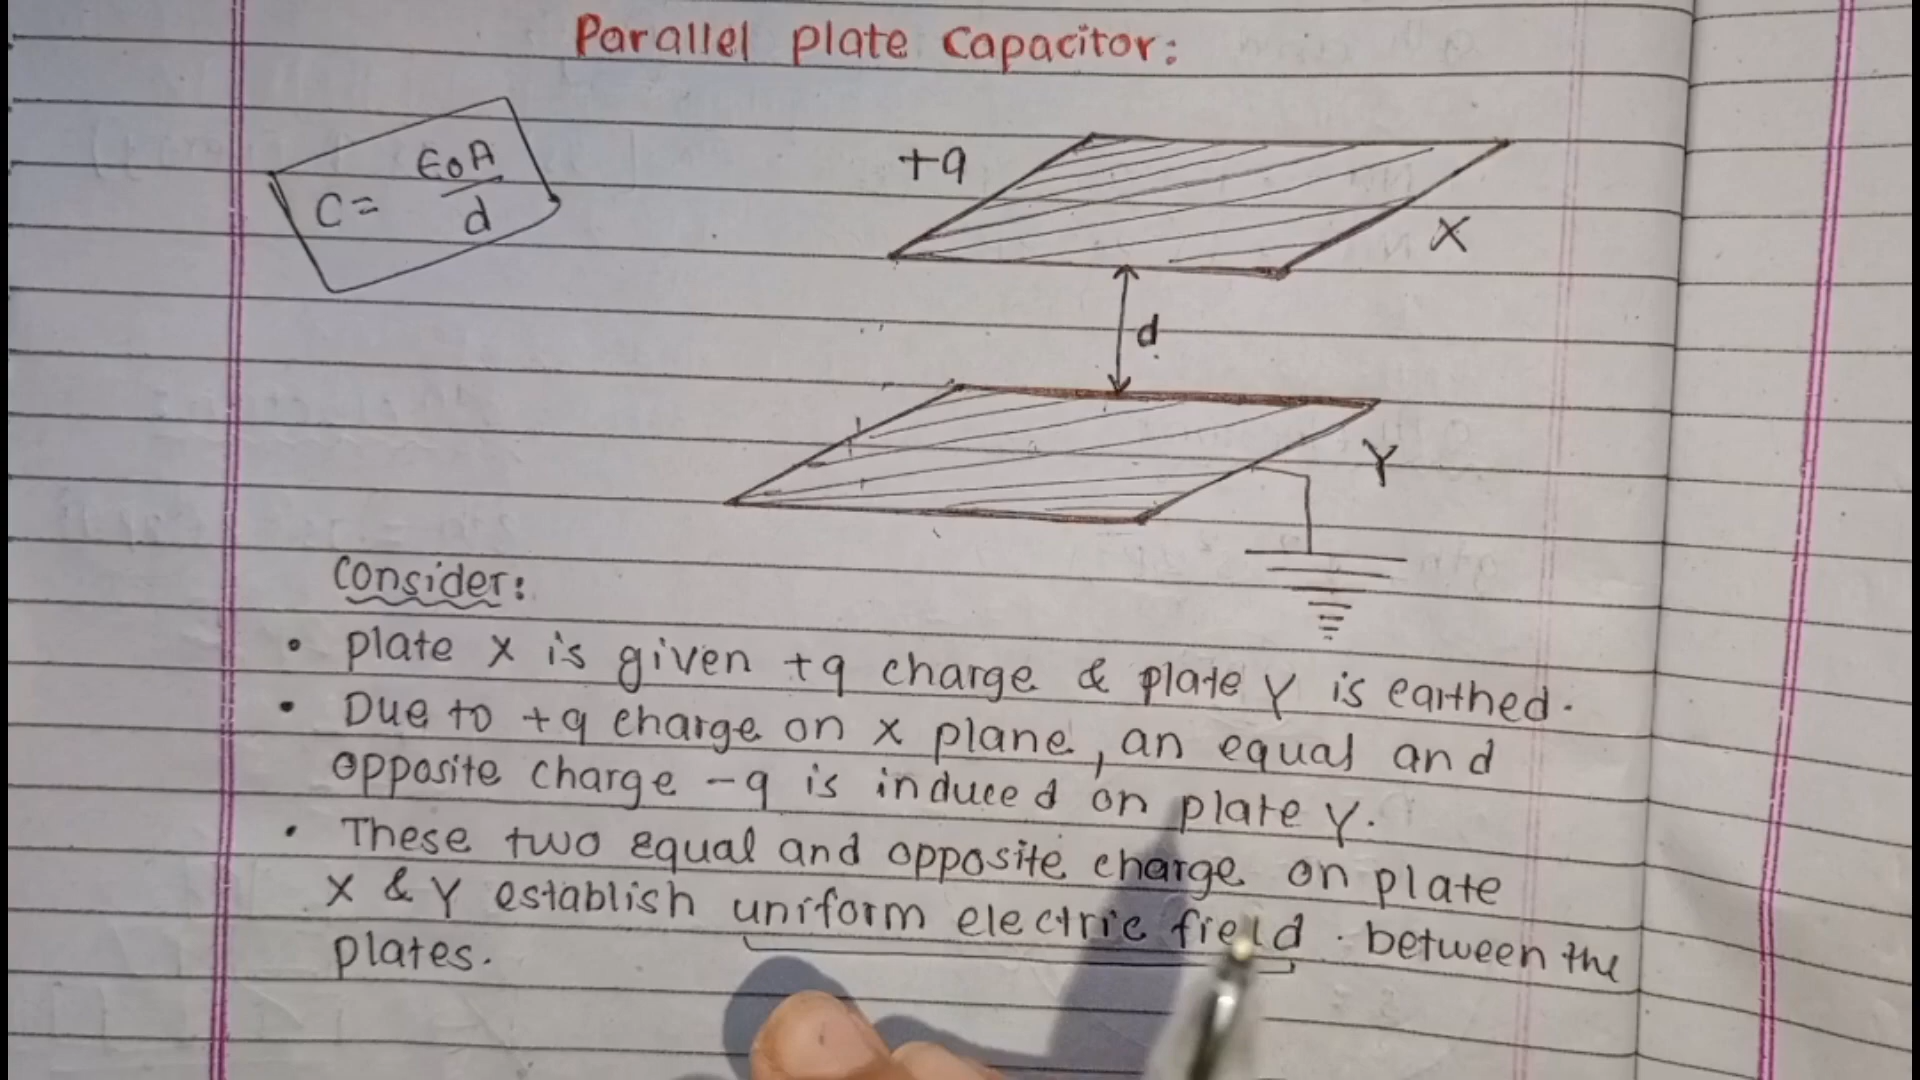 Parallel plate Capacitor:
C = ϵ₀A/d
+q
X
d
Y
Consider:
• plate X is given +q charge & plate Y is earthed.
• Due to +q charge on X plane, an equal and
opposite charge -q is induced on plate Y.
• These two equal and opposite charge on plate
X & Y establish uniform electric field. between the
plates.